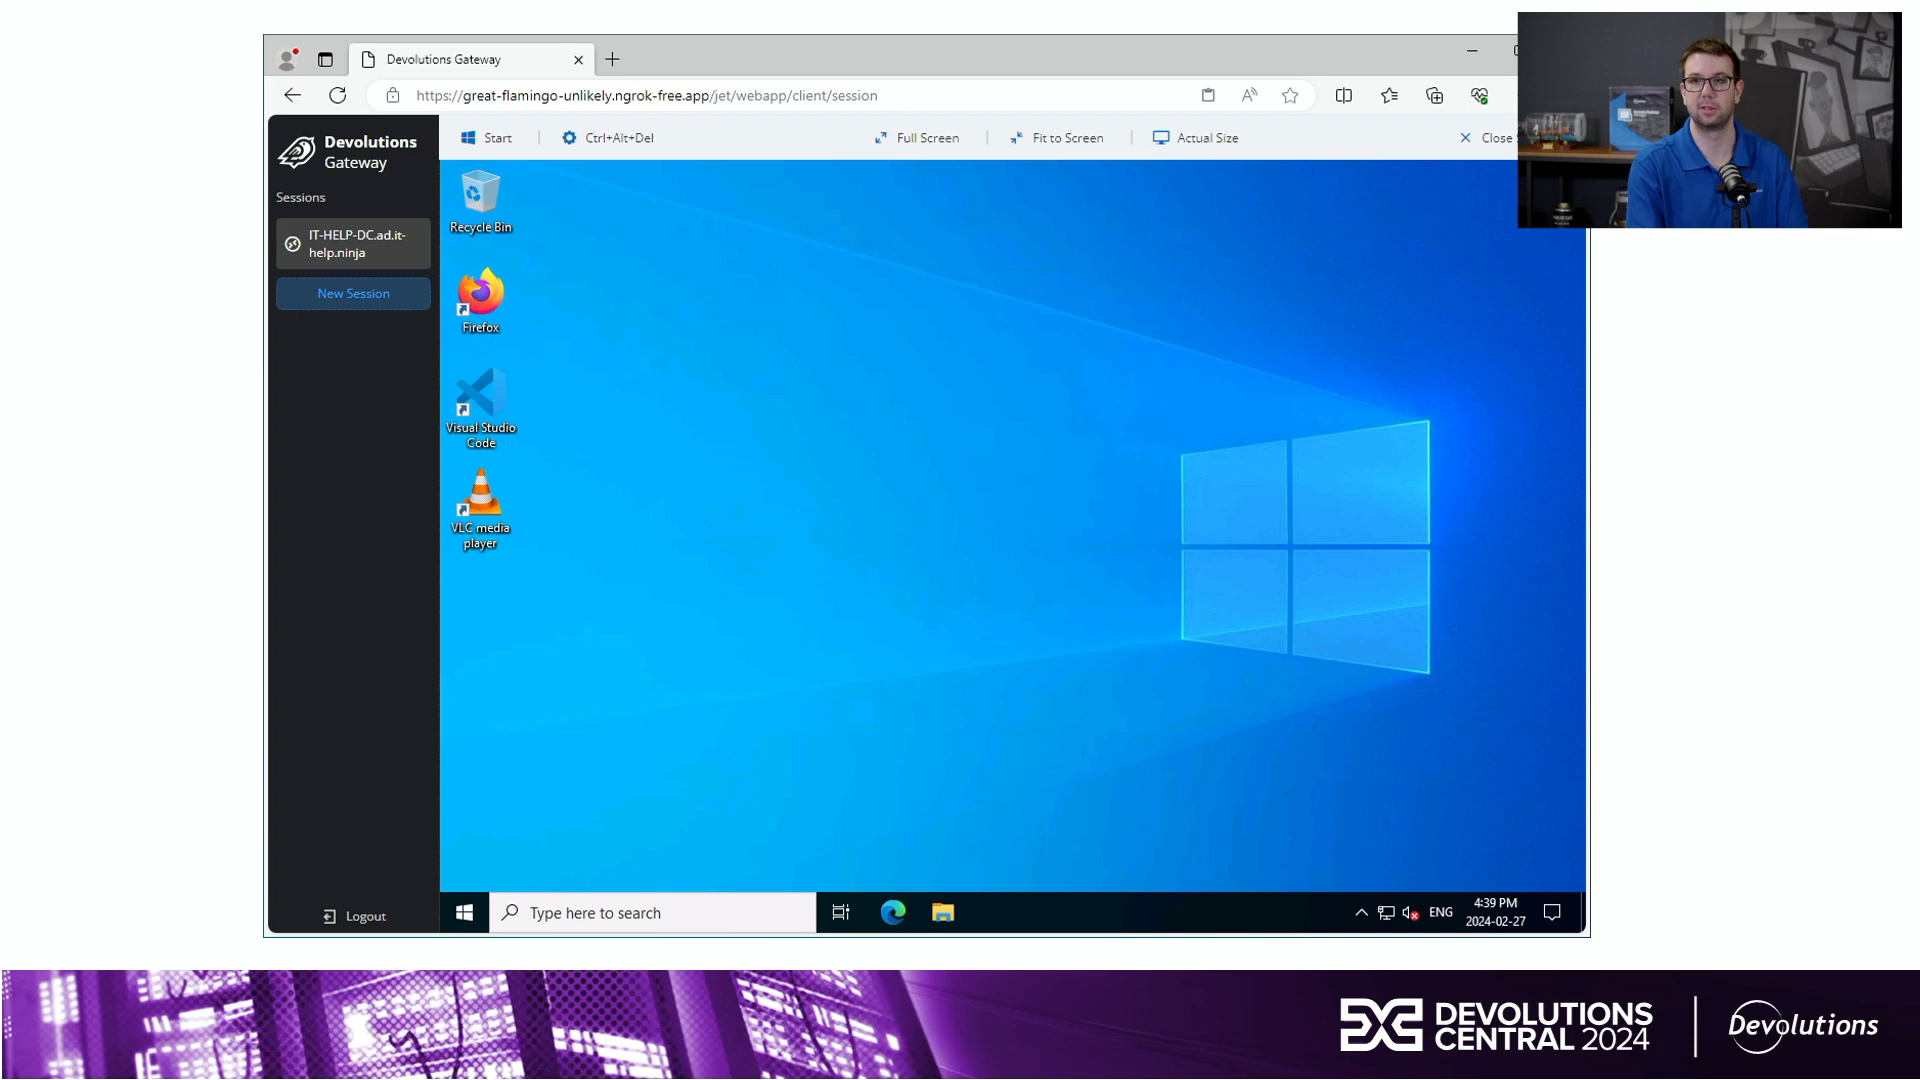 Devolutions Gateway
https://great-flamingo-unlikely.ngrok-free.app/jet/webapp/client/session
Devolutions
Gateway
Start
Ctrl+Alt+Del
Full Screen
Fit to Screen
Actual Size
Close
Sessions
IT-HELP-DC.ad.it-
help.ninja
New Session
Recycle Bin
Firefox
Visual Studio
Code
VLC media
player
Logout
Type here to search
ENG
4:39 PM
2024-02-27
DEVOLUTIONS
CENTRAL 2024
Devolutions